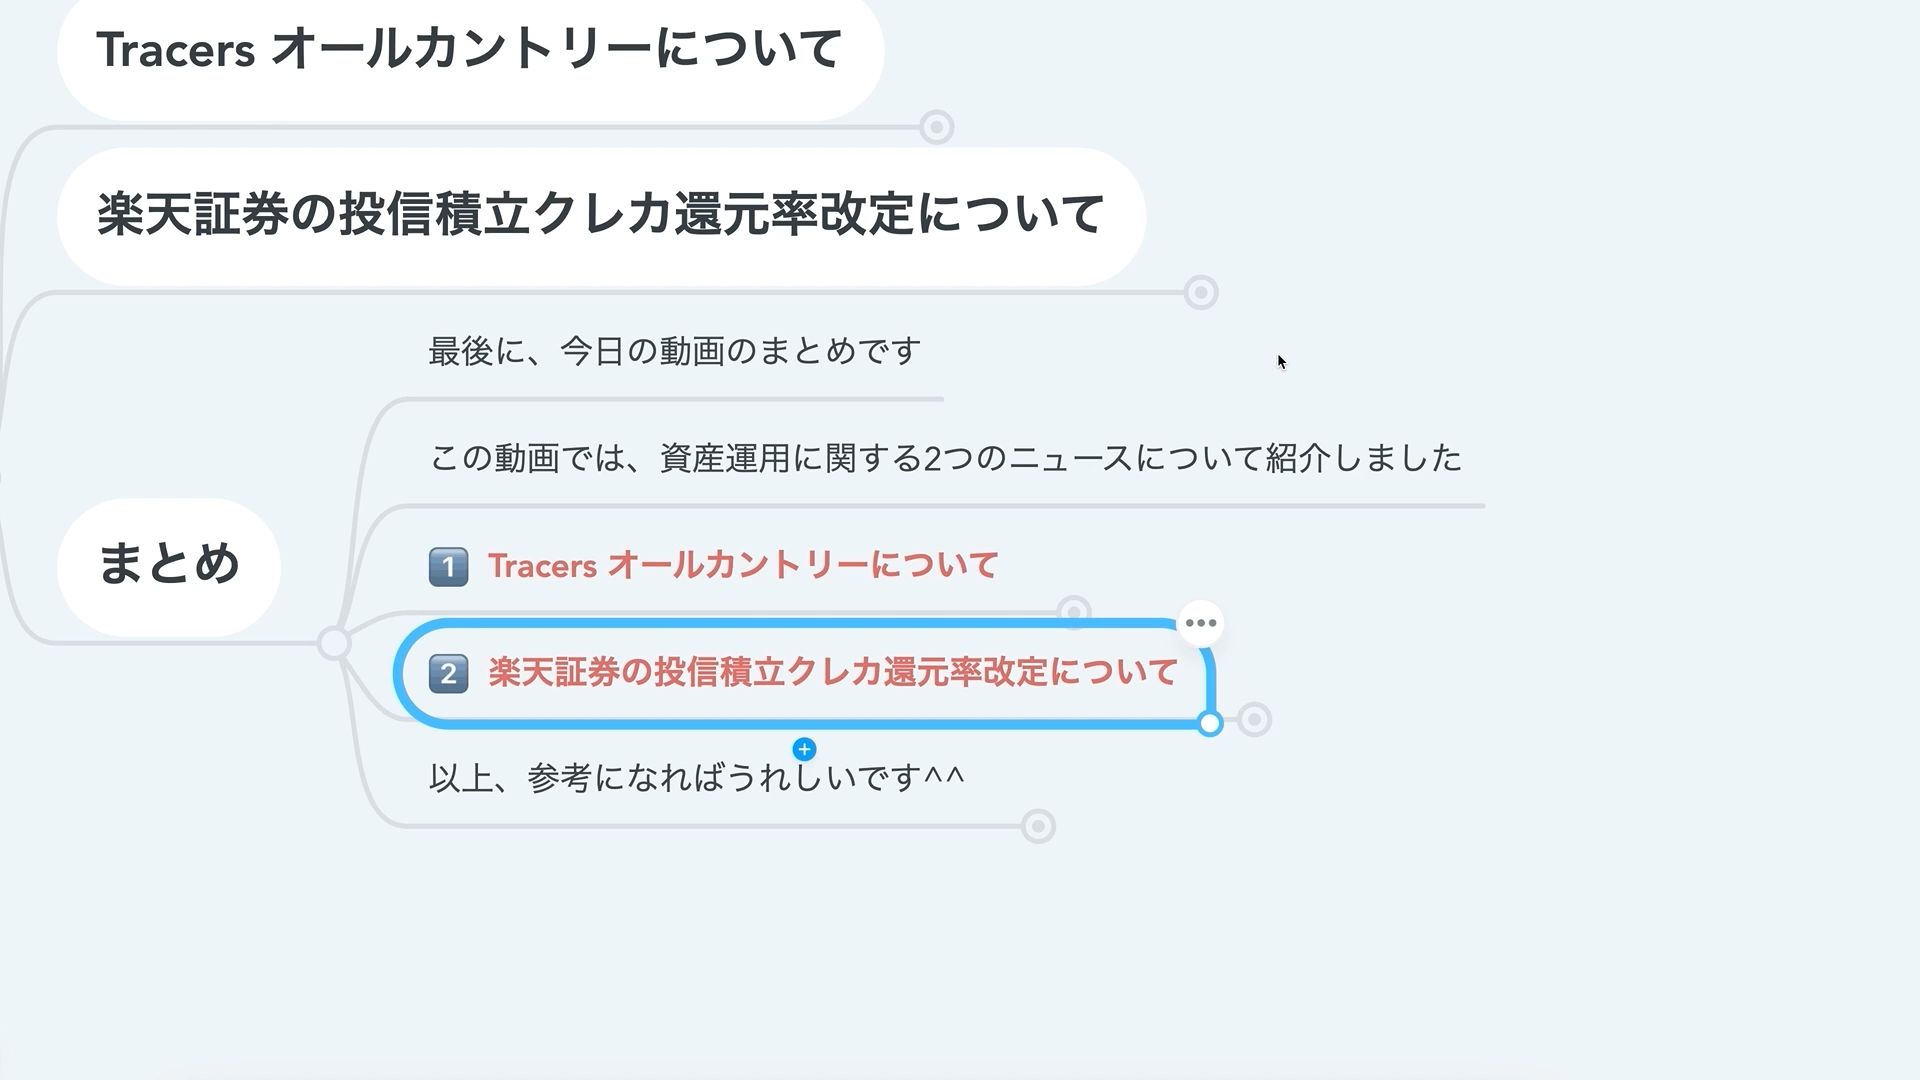 Tracers オールカントリーについて
楽天証券の投信積立クレカ還元率改定について
まとめ
最後に、今日の動画のまとめです
この動画では、資産運用に関する2つのニュースについて紹介しました
1 Tracers オールカントリーについて
2 楽天証券の投信積立クレカ還元率改定について
以上、参考になればうれしいです^^